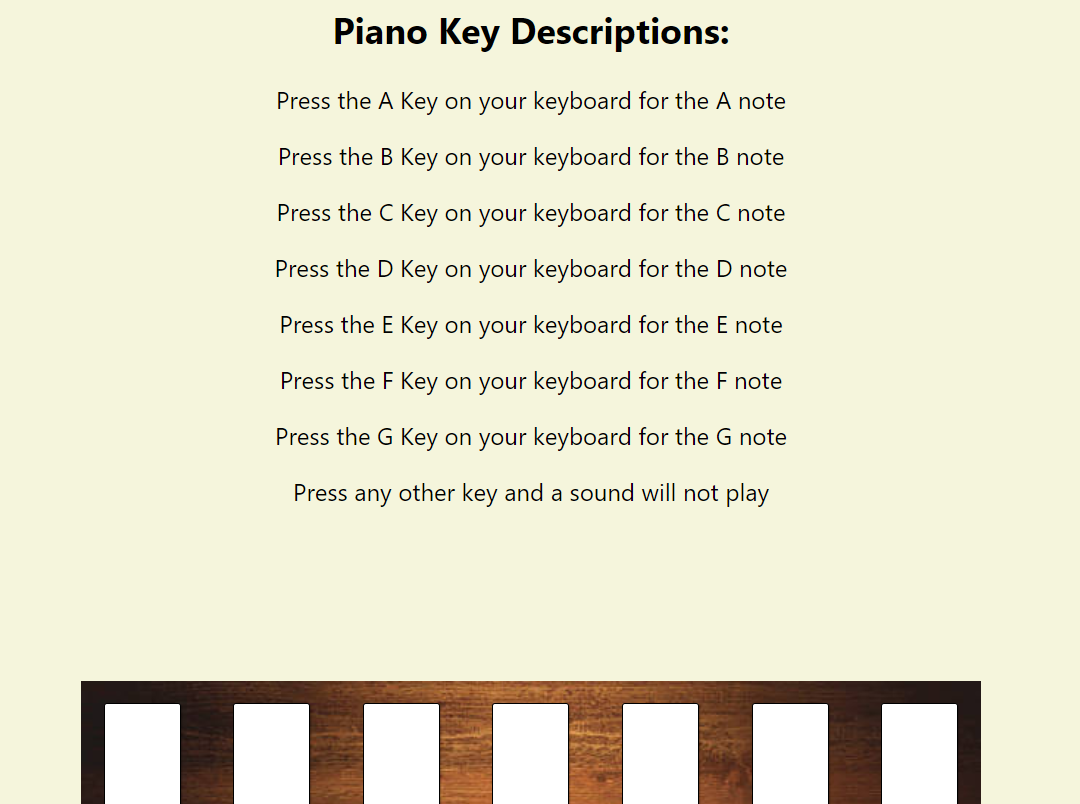 Piano Key Descriptions:
Press the A Key on your keyboard for the A note
Press the B Key on your keyboard for the B note
Press the C Key on your keyboard for the C note
Press the D Key on your keyboard for the D note
Press the E Key on your keyboard for the E note
Press the F Key on your keyboard for the F note
Press the G Key on your keyboard for the G note
Press any other key and a sound will not play